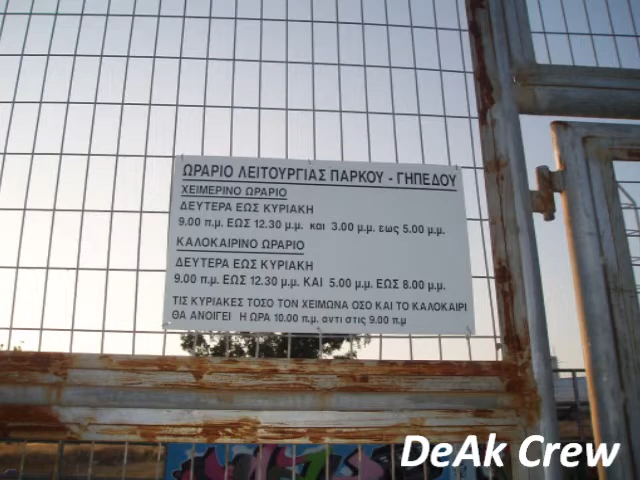 ΩΡΑΡΙΟ ΛΕΙΤΟΥΡΓΙΑΣ ΠΑΡΚΟΥ - ΓΗΠΕΔΟΥ
ΧΕΙΜΕΡΙΝΟ ΩΡΑΡΙΟ
ΔΕΥΤΕΡΑ ΕΩΣ ΚΥΡΙΑΚΗ
9.00 π.μ. ΕΩΣ 12.30 μ.μ. και 3.00 μ.μ. εως 5.00 μ.μ.
ΚΑΛΟΚΑΙΡΙΝΟ ΩΡΑΡΙΟ
ΔΕΥΤΕΡΑ ΕΩΣ ΚΥΡΙΑΚΗ
9.00 π.μ. ΕΩΣ 12.30 μ.μ. ΚΑΙ 5.00 μ.μ. ΕΩΣ 8.00 μ.μ.
ΤΙΣ ΚΥΡΙΑΚΕΣ ΤΟΣΟ ΤΟΝ ΧΕΙΜΩΝΑ ΟΣΟ ΚΑΙ ΤΟ ΚΑΛΟΚΑΙΡΙ
ΘΑ ΑΝΟΙΓΕΙ Η ΩΡΑ 10.00 π.μ. αντι στις 9.00 π.μ
DeAk Crew